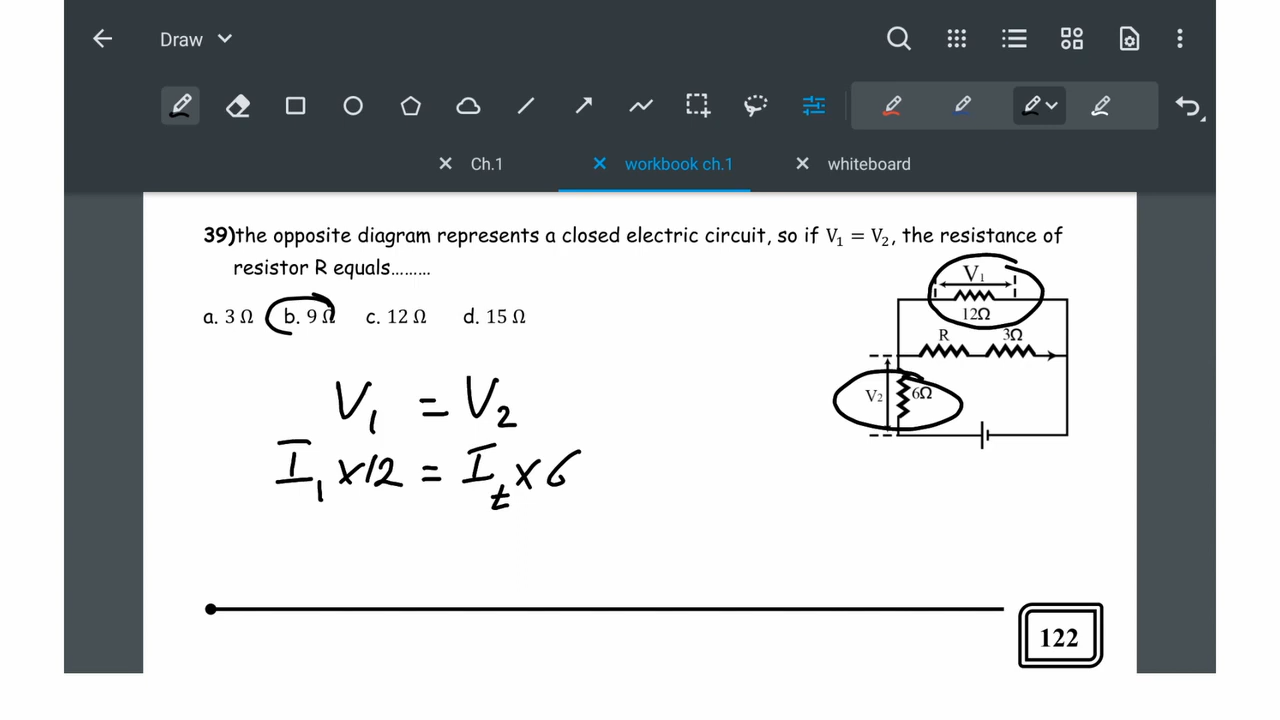 Draw
Ch.1 workbook ch.1 whiteboard
39)the opposite diagram represents a closed electric circuit, so if V₁ = V₂, the resistance of
resistor R equals.........
a. 3 Ω b. 9 Ω c. 12 Ω d. 15 Ω
V₁
12Ω
R 3Ω
V₂ 6Ω
V₁ = V₂
I₁ x12 = I_t x 6
122